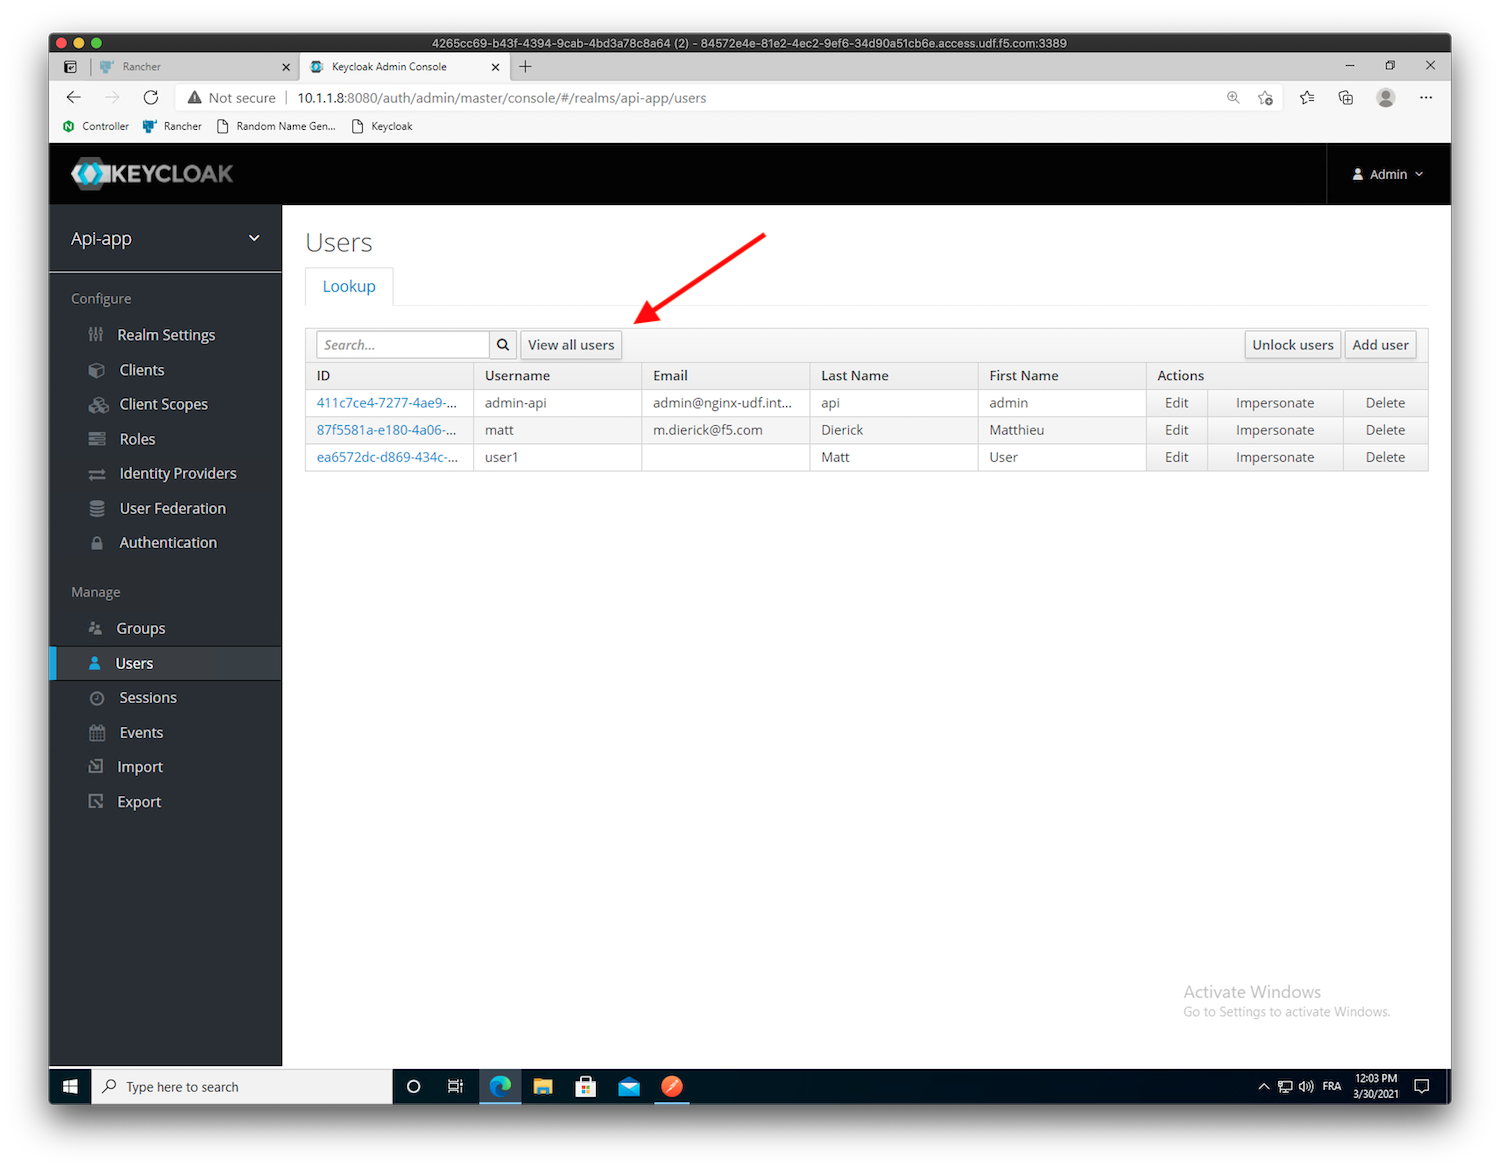 4265cc69-b43f-4394-9cab-4bd3a78c8a64 (2) - 84572e4e-81e2-4ec2-9ef6-34d90a51cb6e.access.udf.f5.com:3389
Rancher
Keycloak Admin Console
Not secure
10.1.1.8:8080/auth/admin/master/console/#/realms/api-app/users
Controller
Rancher
Random Name Gen...
Keycloak
KEYCLOAK
Admin
Api-app
Configure
Realm Settings
Clients
Client Scopes
Roles
Identity Providers
User Federation
Authentication
Manage
Groups
Users
Sessions
Events
Import
Export
Users
Lookup
Search...
View all users
Unlock users
Add user
ID Username Email Last Name First Name Actions
411c7ce4-7277-4ae9-... admin-api admin@nginx-udf.int... api admin Edit Impersonate Delete
87f5581a-e180-4a06-... matt m.dierick@f5.com Dierick Matthieu Edit Impersonate Delete
ea6572dc-d869-434c-... user1 Matt User Edit Impersonate Delete
Activate Windows
Go to Settings to activate Windows.
Type here to search
FRA
12:03 PM
3/30/2021